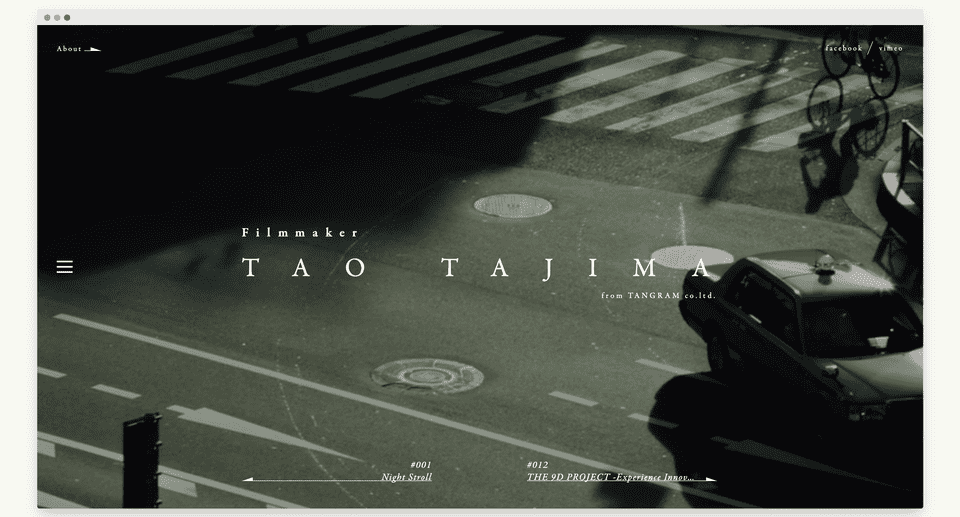 About
facebook / vimeo
Filmmaker
TAO TAJIMA
from TANGRAM co.ltd.
#001
Night Stroll
#012
THE 9D PROJECT -Experience Innov...